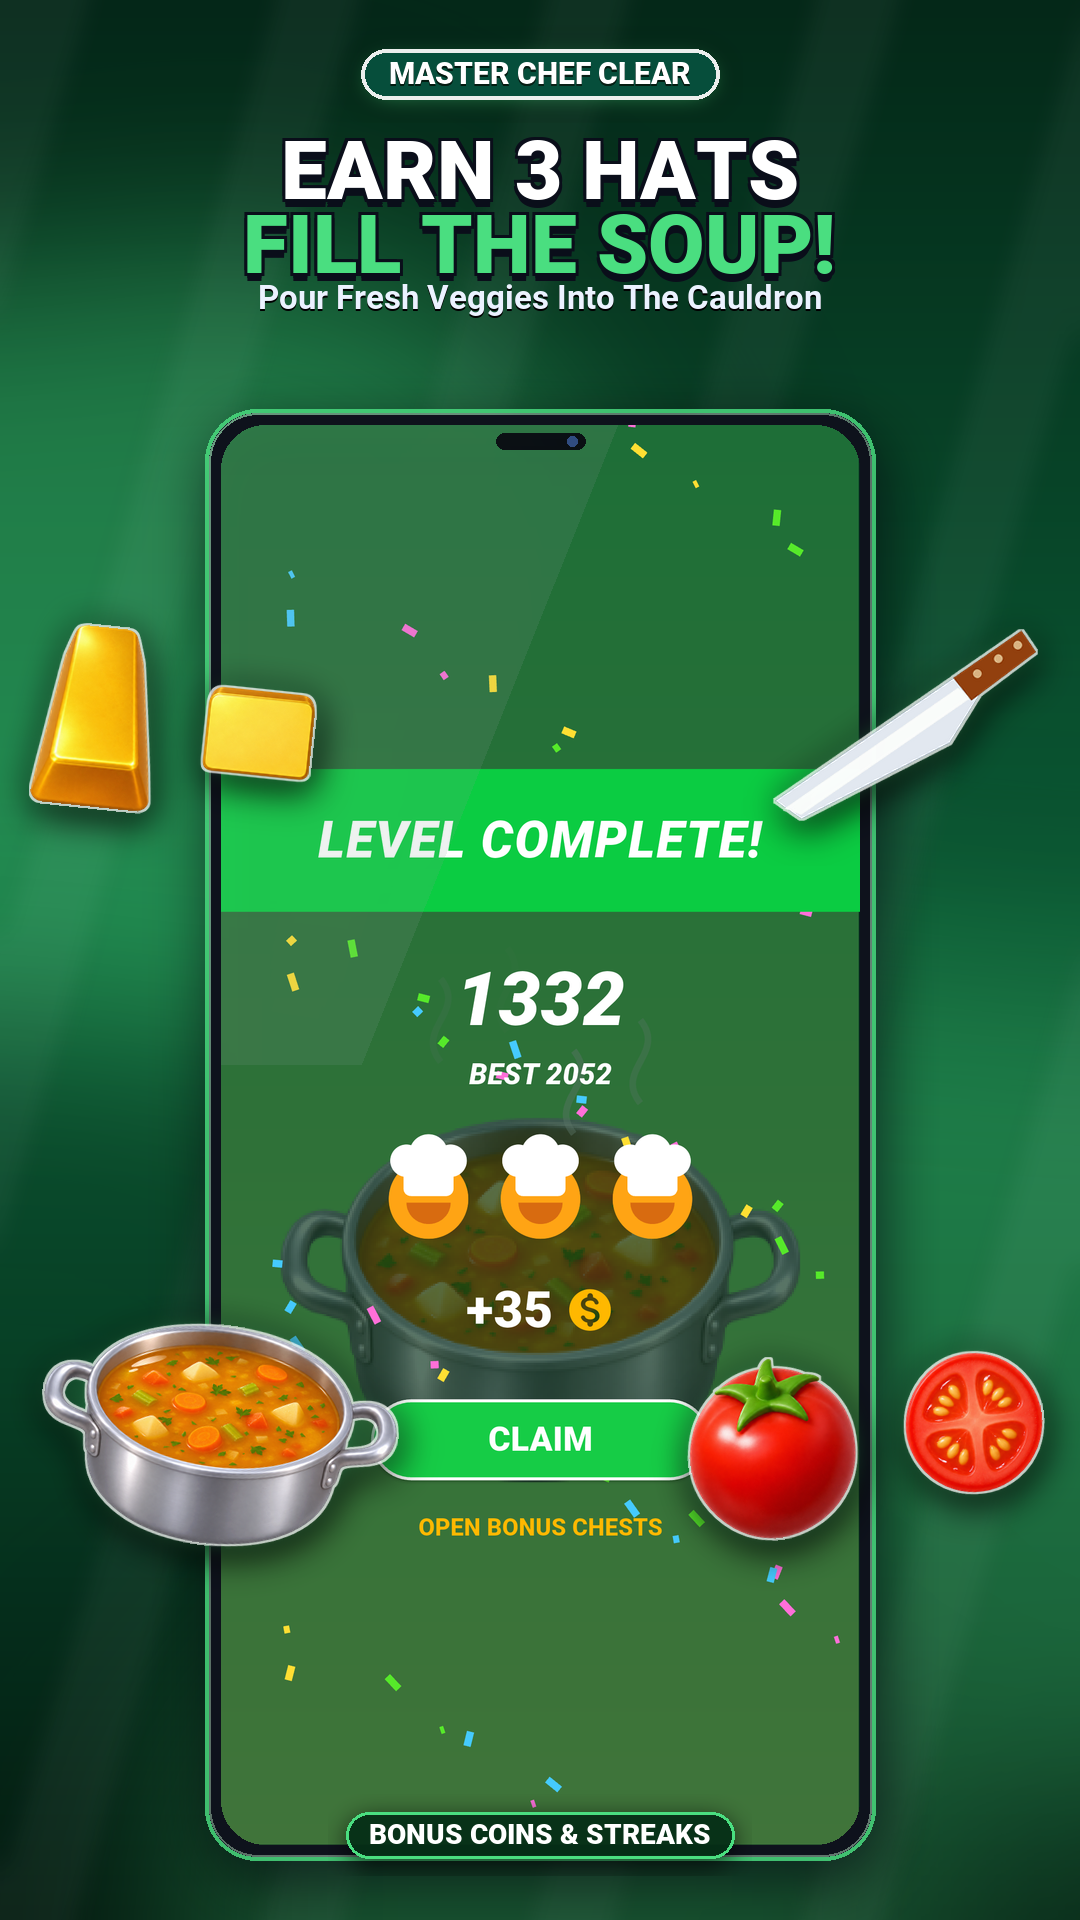 MASTER CHEF CLEAR
EARN 3 HATS
FILL THE SOUP!
Pour Fresh Veggies Into The Cauldron
LEVEL COMPLETE!
1332
BEST 2052
+35 $
CLAIM
OPEN BONUS CHESTS
BONUS COINS & STREAKS